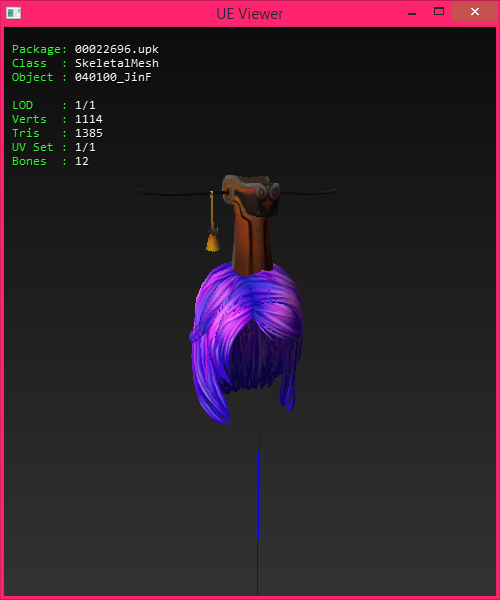 UE Viewer
Package: 00022696.upk
Class  : SkeletalMesh
Object : 040100_JinF
LOD    : 1/1
Verts  : 1114
Tris   : 1385
UV Set : 1/1
Bones  : 12